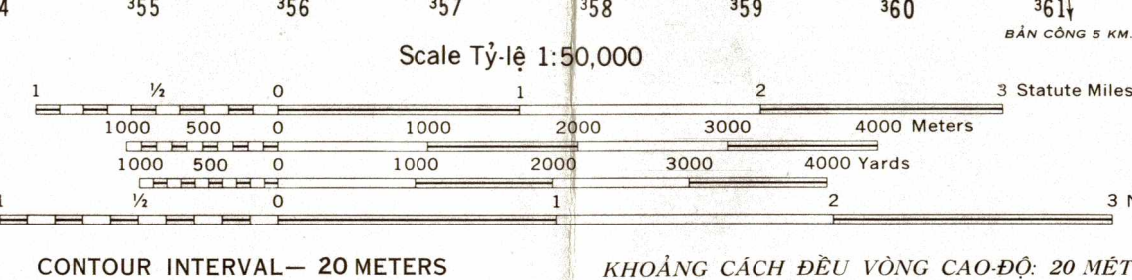 4 ³55 ³56 ³57 ³58 ³59 ³60 ³61
BẢN CÔNG 5 KM.
Scale Tỷ-lệ 1:50,000
1 ½ 0 1 2 3 Statute Miles
1000 500 0 1000 2000 3000 4000 Meters
1000 500 0 1000 2000 3000 4000 Yards
½ 0 1 2 3
CONTOUR INTERVAL— 20 METERS
KHOẢNG CÁCH ĐỀU VÒNG CAO-ĐỘ: 20 MÉT